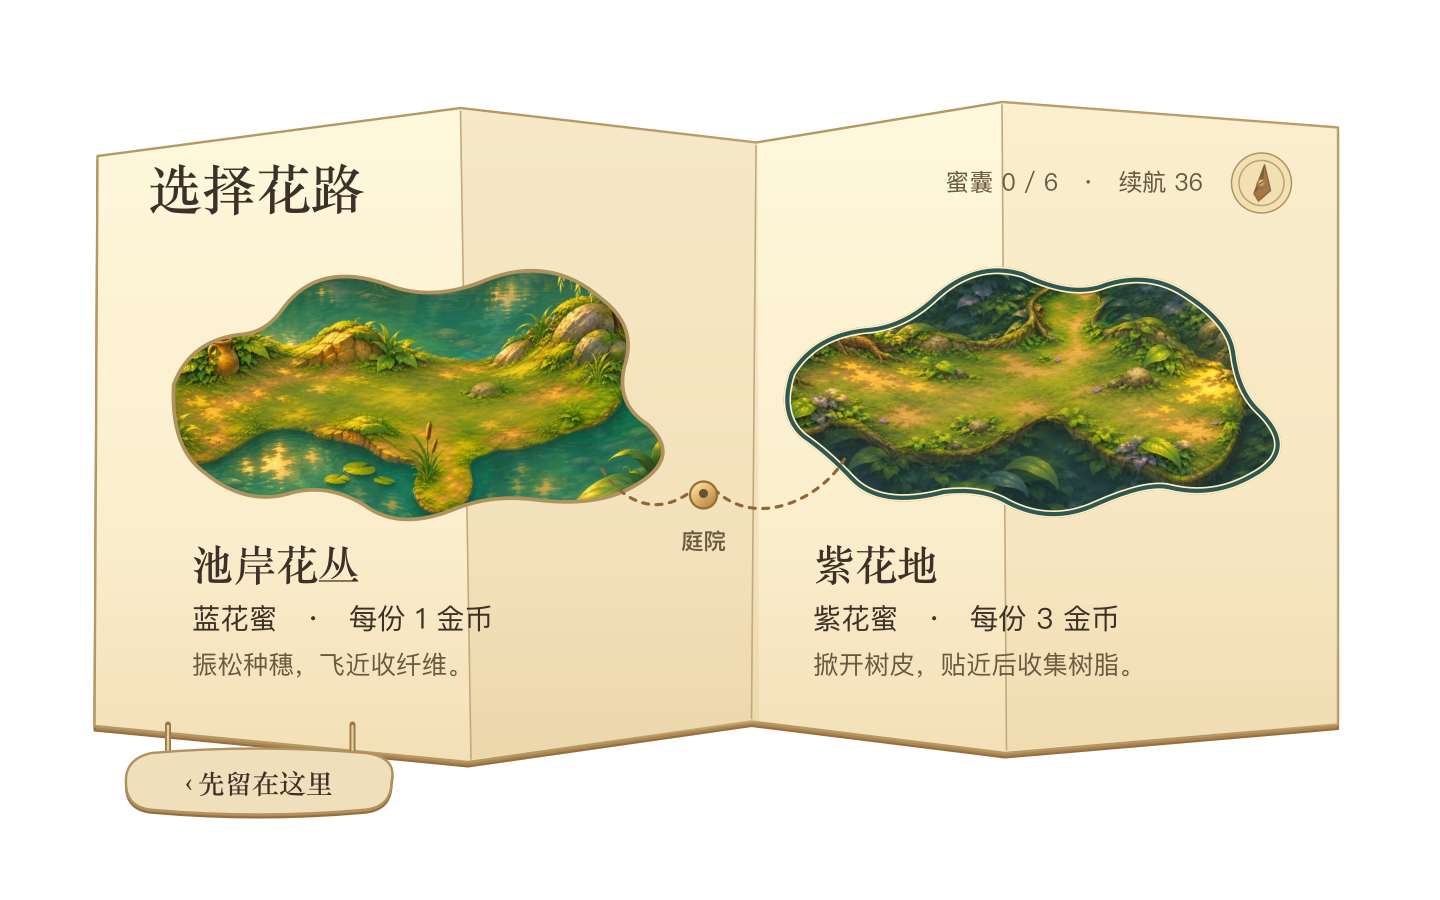 选择花路
蜜囊 0 / 6 · 续航 36
庭院
池岸花丛
蓝花蜜 · 每份 1 金币
振松种穗，飞近收纤维。
紫花地
紫花蜜 · 每份 3 金币
掀开树皮，贴近后收集树脂。
‹ 先留在这里